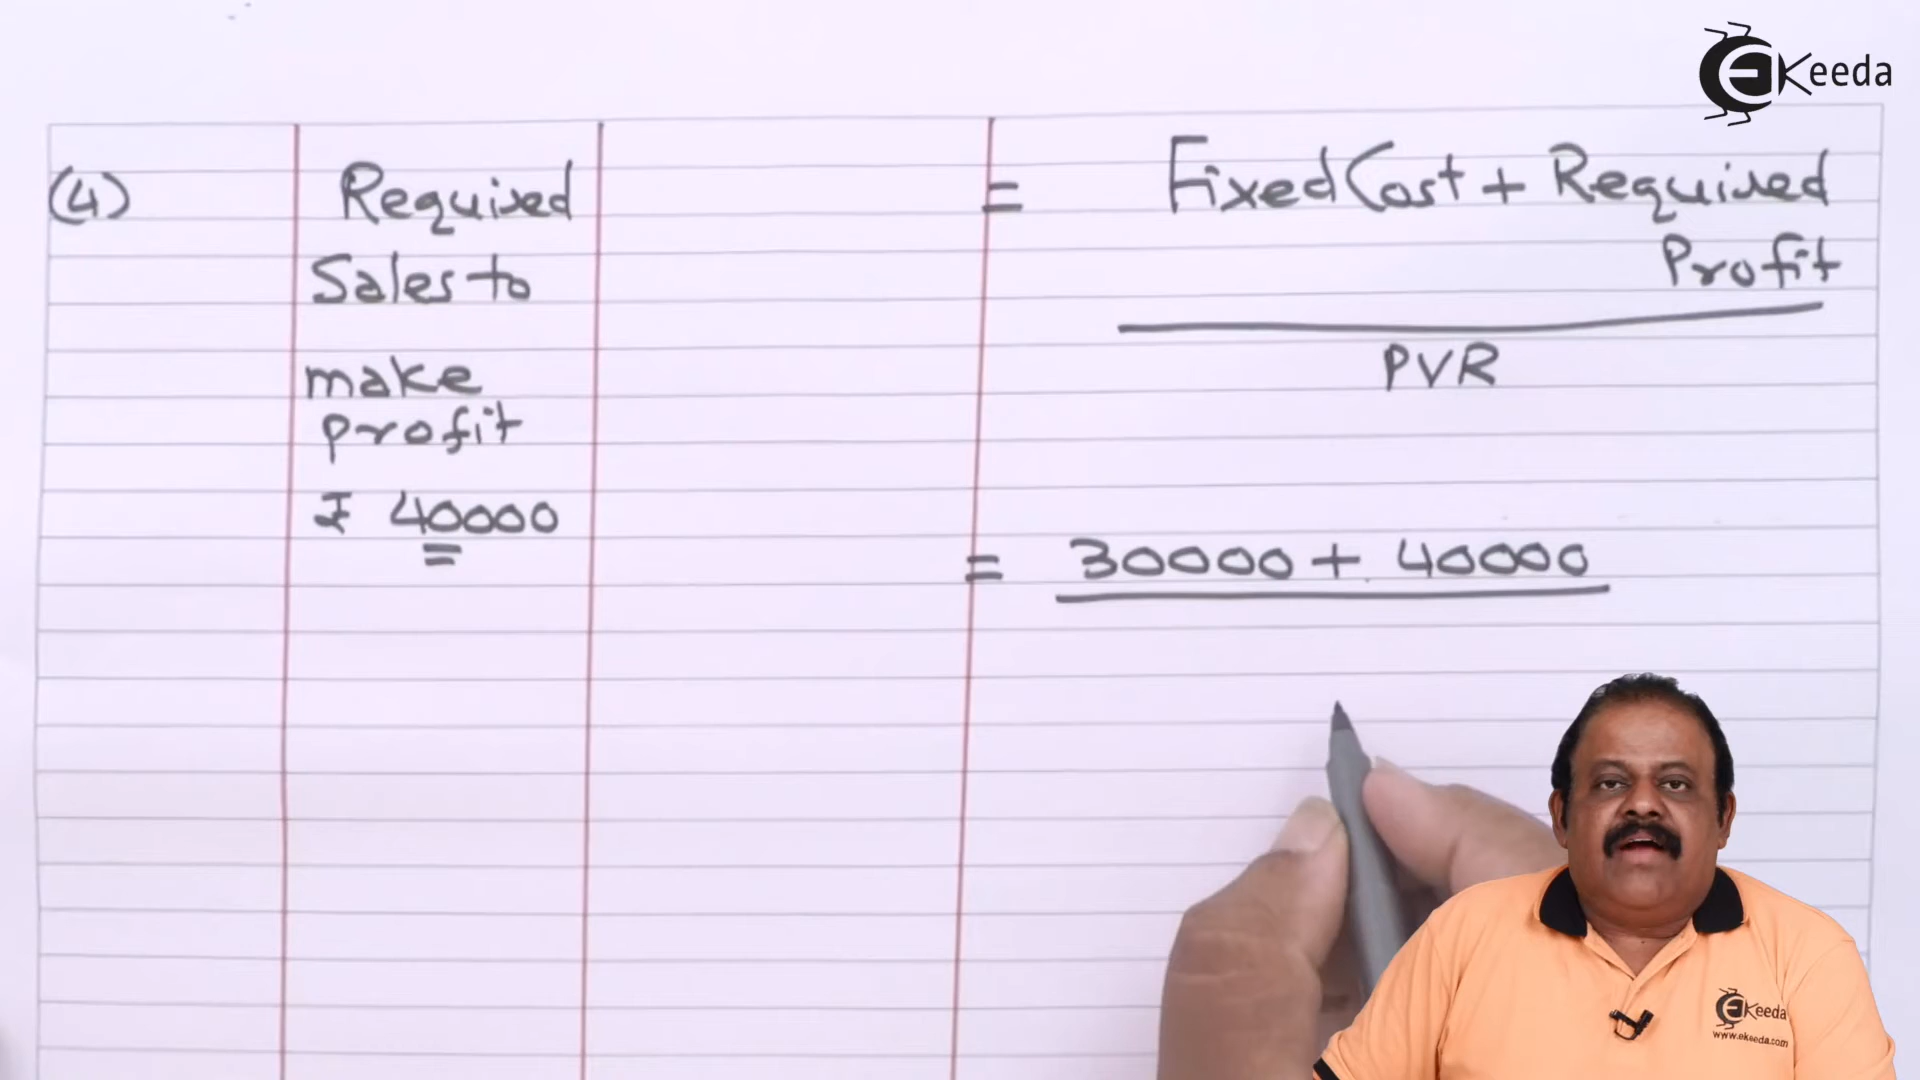 EKeeda
(4) Required = Fixed Cost + Required
Sales to Profit
make PVR
profit
₹ 40000
= 30000 + 40000
EKeeda
www.ekeeda.com